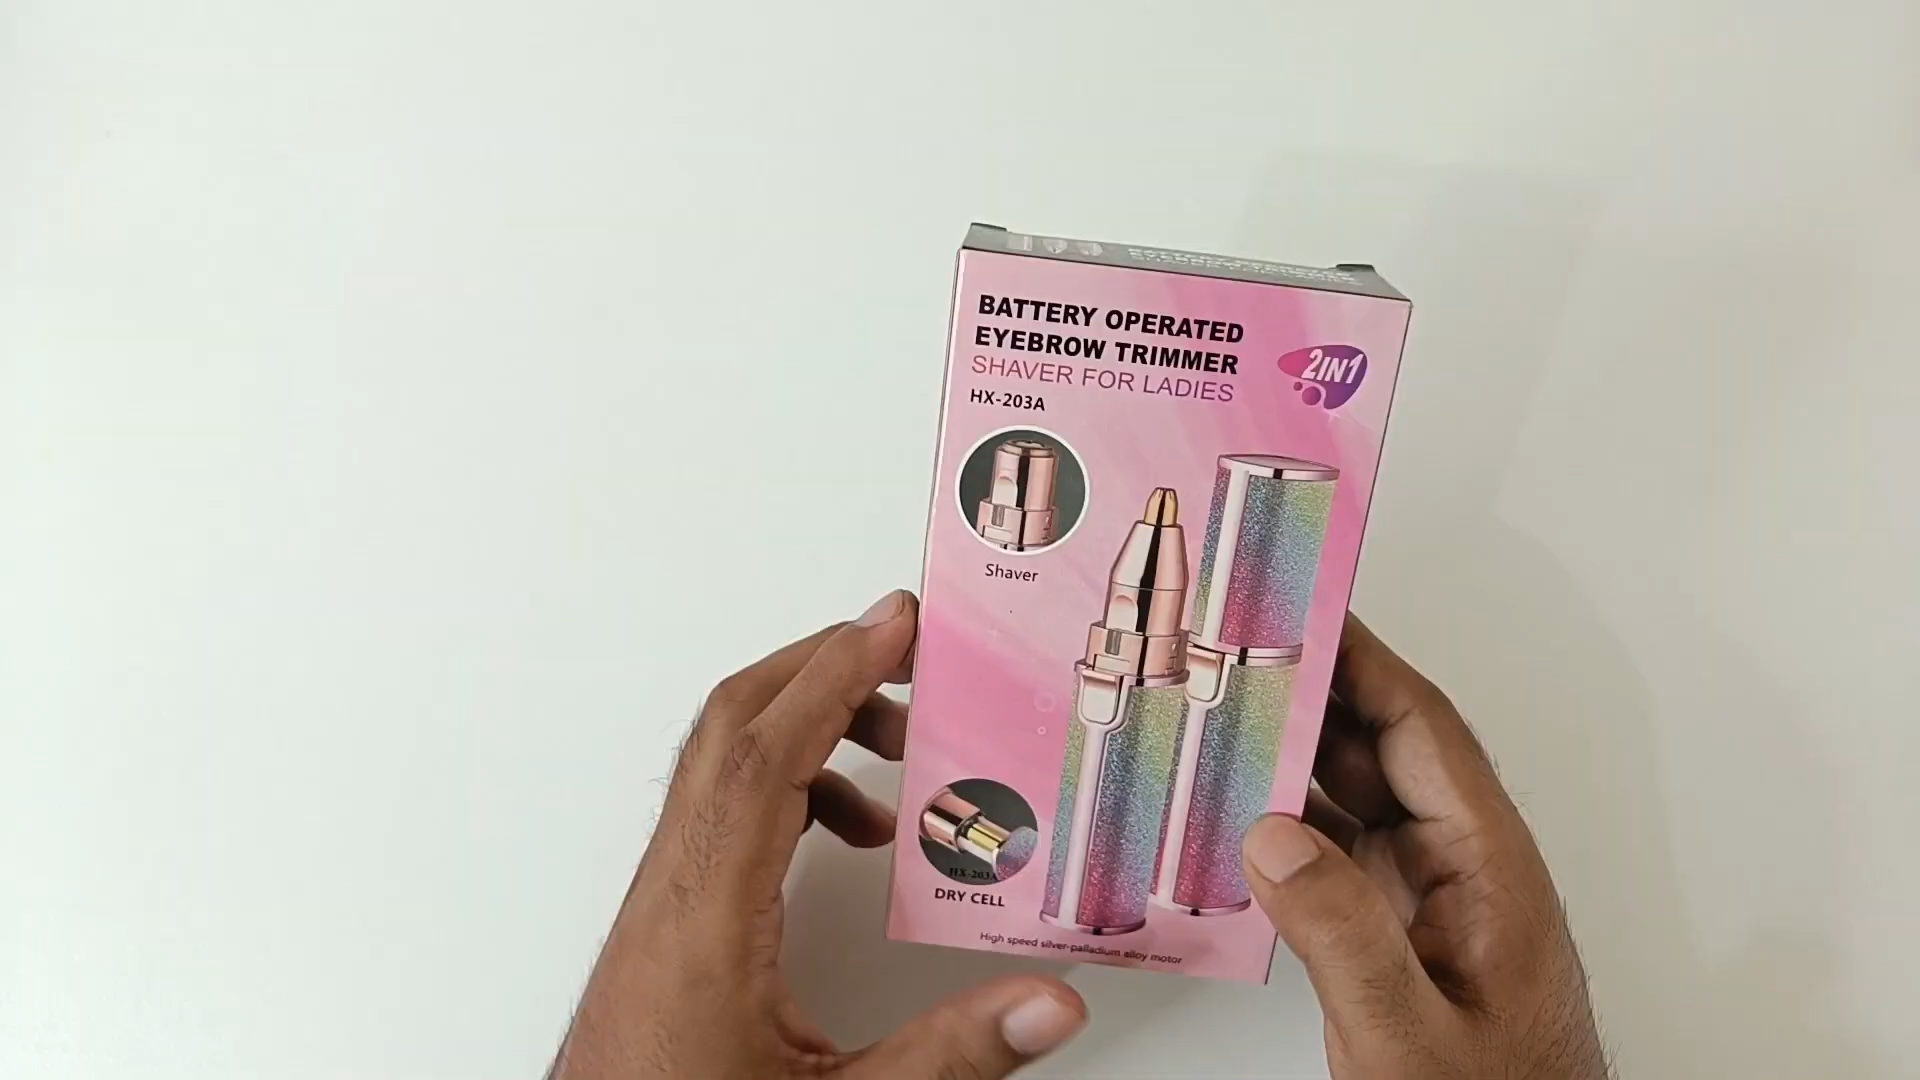 BATTERY OPERATED
EYEBROW TRIMMER
SHAVER FOR LADIES
2IN1
HX-203A
Shaver
HX-203A
DRY CELL
High speed silver-palladium alloy motor